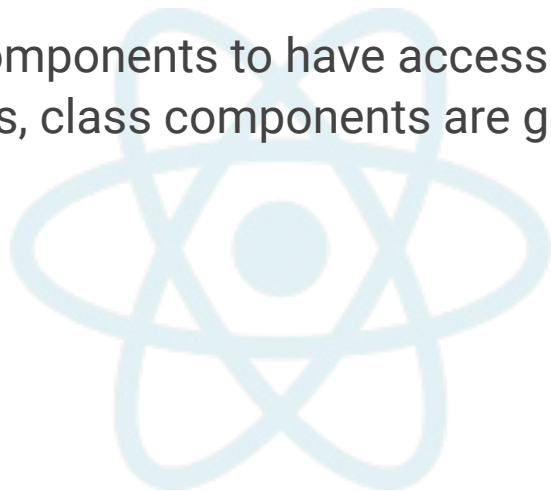 omponents to have access
s, class components are g